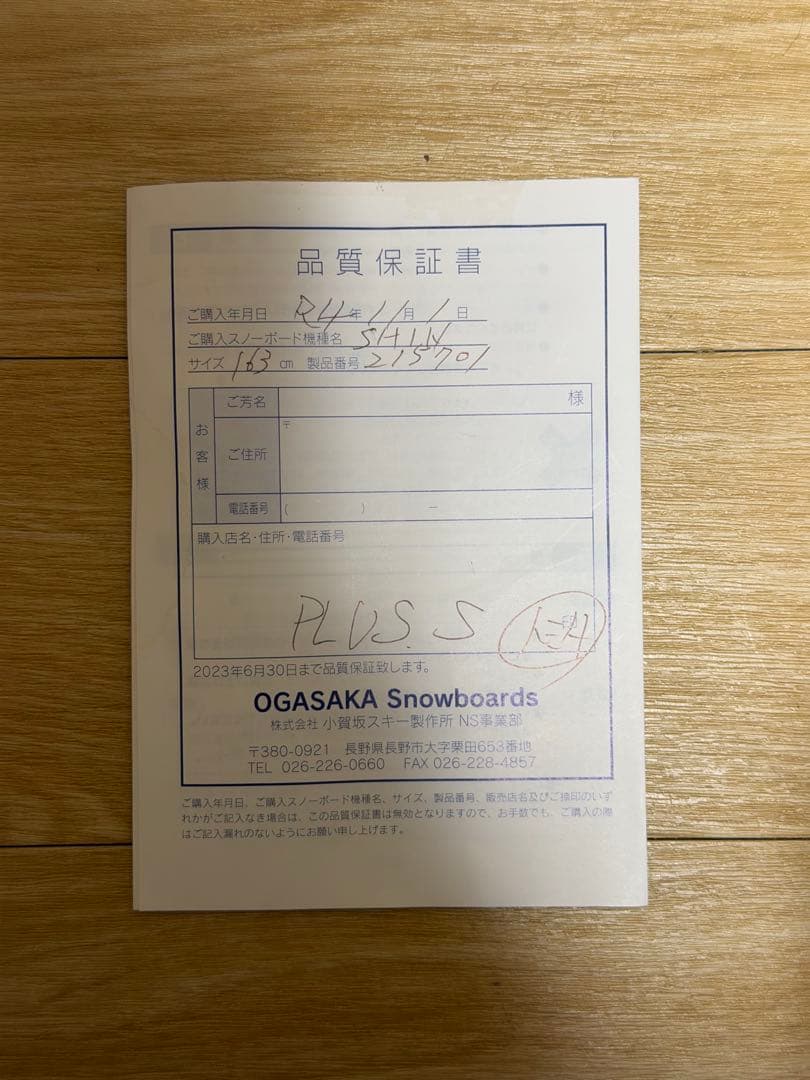 品質保証書
ご購入年月日 R4年 11月 1日
ご購入スノーボード機種名 SHIN
サイズ 163 cm 製品番号 215701
お客様
ご芳名 様
ご住所 〒
電話番号 ( ) ー
購入店名・住所・電話番号
PLUS. S
2023年6月30日まで品質保証致します。
OGASAKA Snowboards
株式会社 小賀坂スキー製作所 NS事業部
〒380-0921 長野県長野市大字栗田653番地
TEL 026-226-0660 FAX 026-228-4857
ご購入年月日、ご購入スノーボード機種名、サイズ、製品番号、販売店名及びご捺印のいず
れかがご記入なき場合は、この品質保証書は無効となりますので、お手数でも、ご購入の際
はご記入漏れのないようにお願い申し上げます。